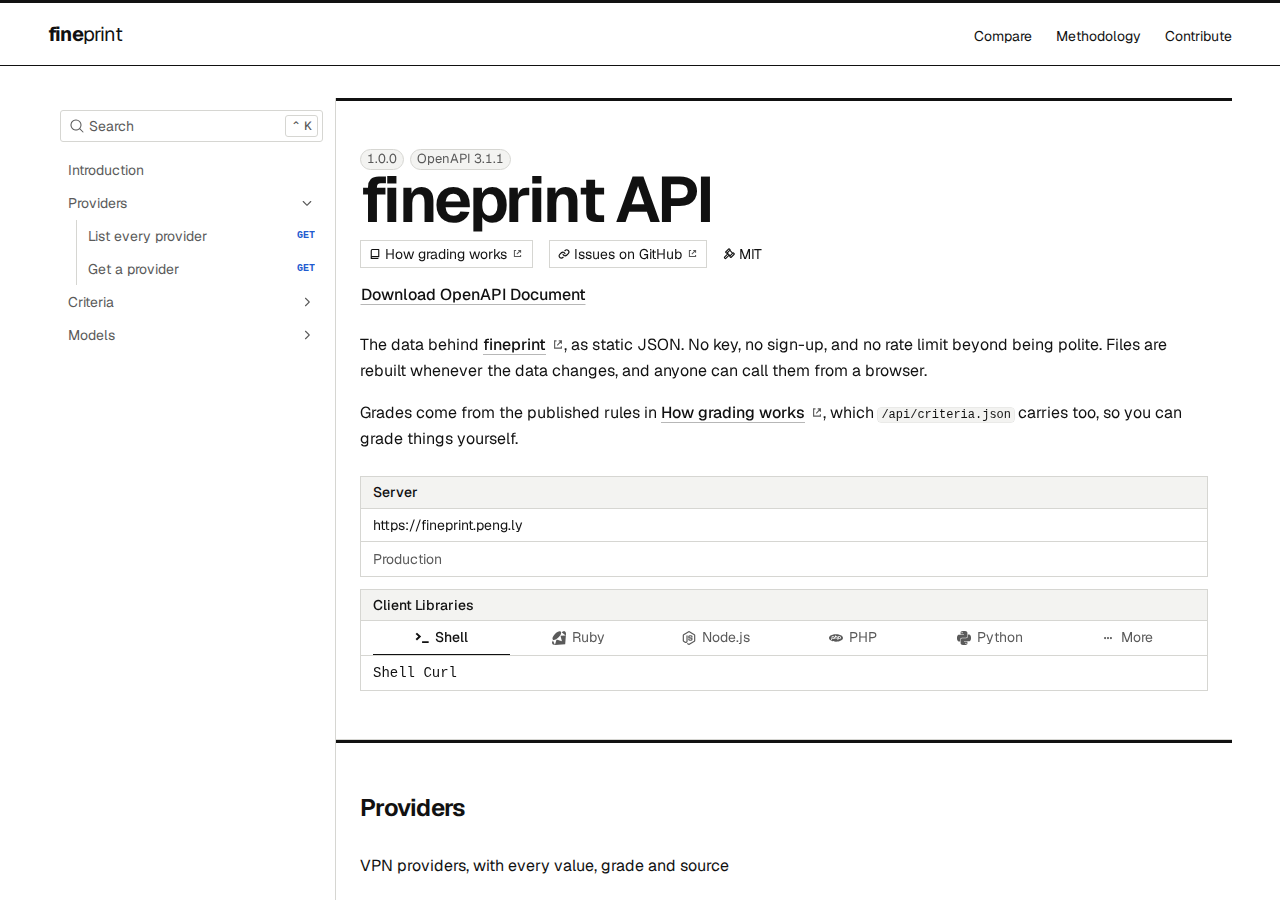 fineprint
Compare Methodology Contribute
Search ⌃ K
Introduction
Providers
List every provider GET
Get a provider GET
Criteria
Models
1.0.0 OpenAPI 3.1.1
fineprint API
How grading works Issues on GitHub MIT
Download OpenAPI Document
The data behind fineprint , as static JSON. No key, no sign-up, and no rate limit beyond being polite. Files are
rebuilt whenever the data changes, and anyone can call them from a browser.
Grades come from the published rules in How grading works , which /api/criteria.json carries too, so you can
grade things yourself.
Server
https://fineprint.peng.ly
Production
Client Libraries
Shell Ruby Node.js PHP Python More
Shell Curl
Providers
VPN providers, with every value, grade and source